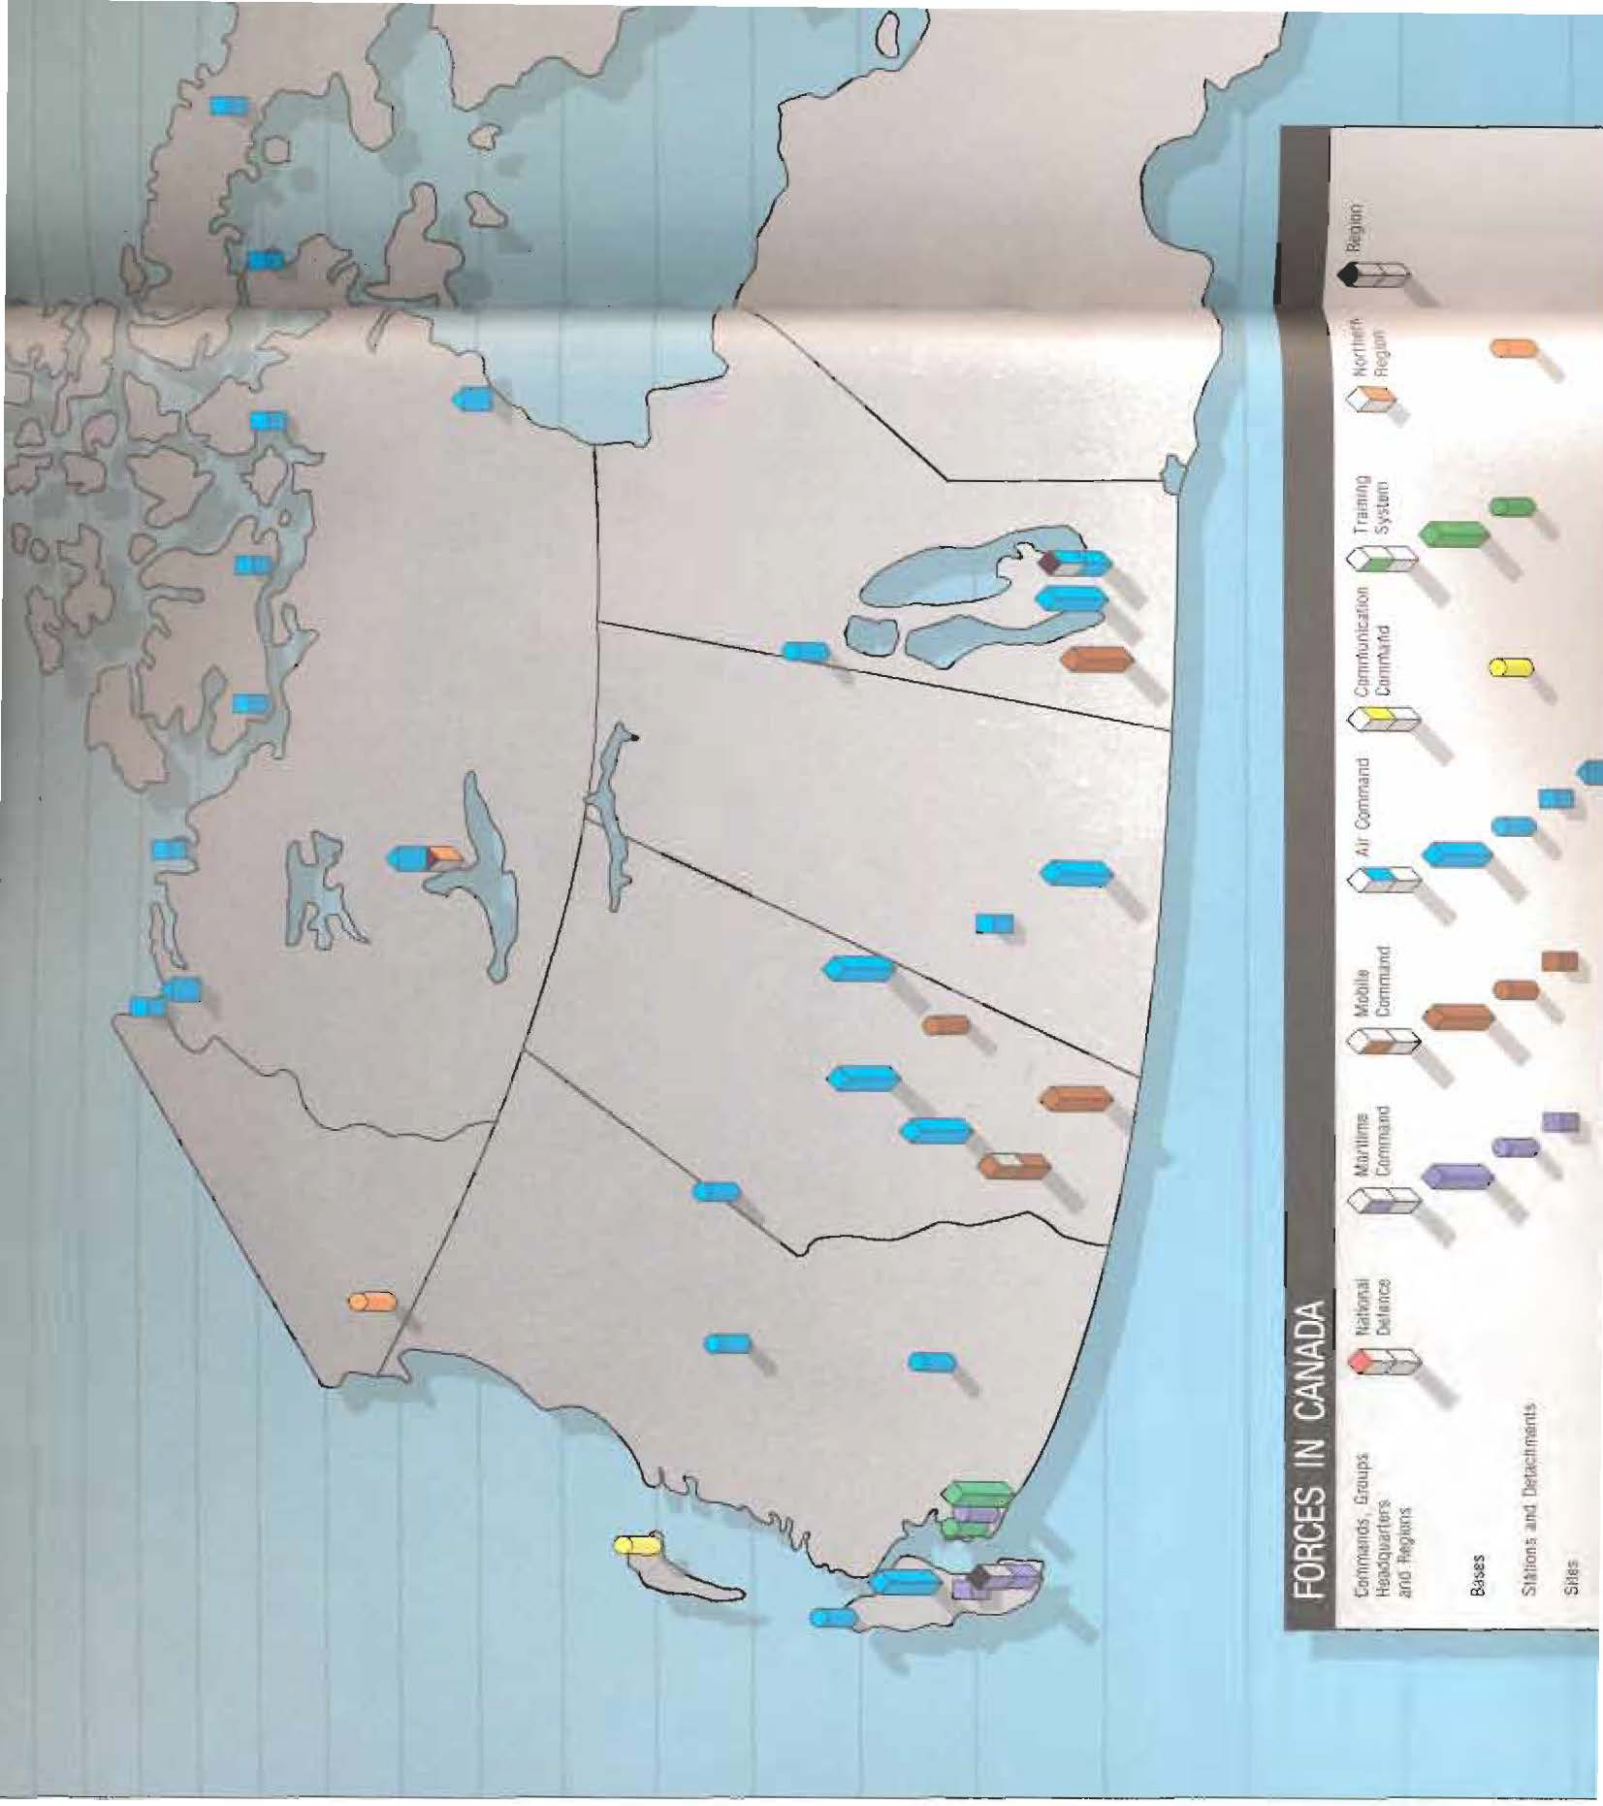 FORCES IN CANADA
Commands, Groups
Headquarters
and Regions
National
Defence
Maritime
Command
Mobile
Command
Air Command
Communication
Command
Training
System
Northern
Region
Region
Bases
Stations and Detachments
Sites